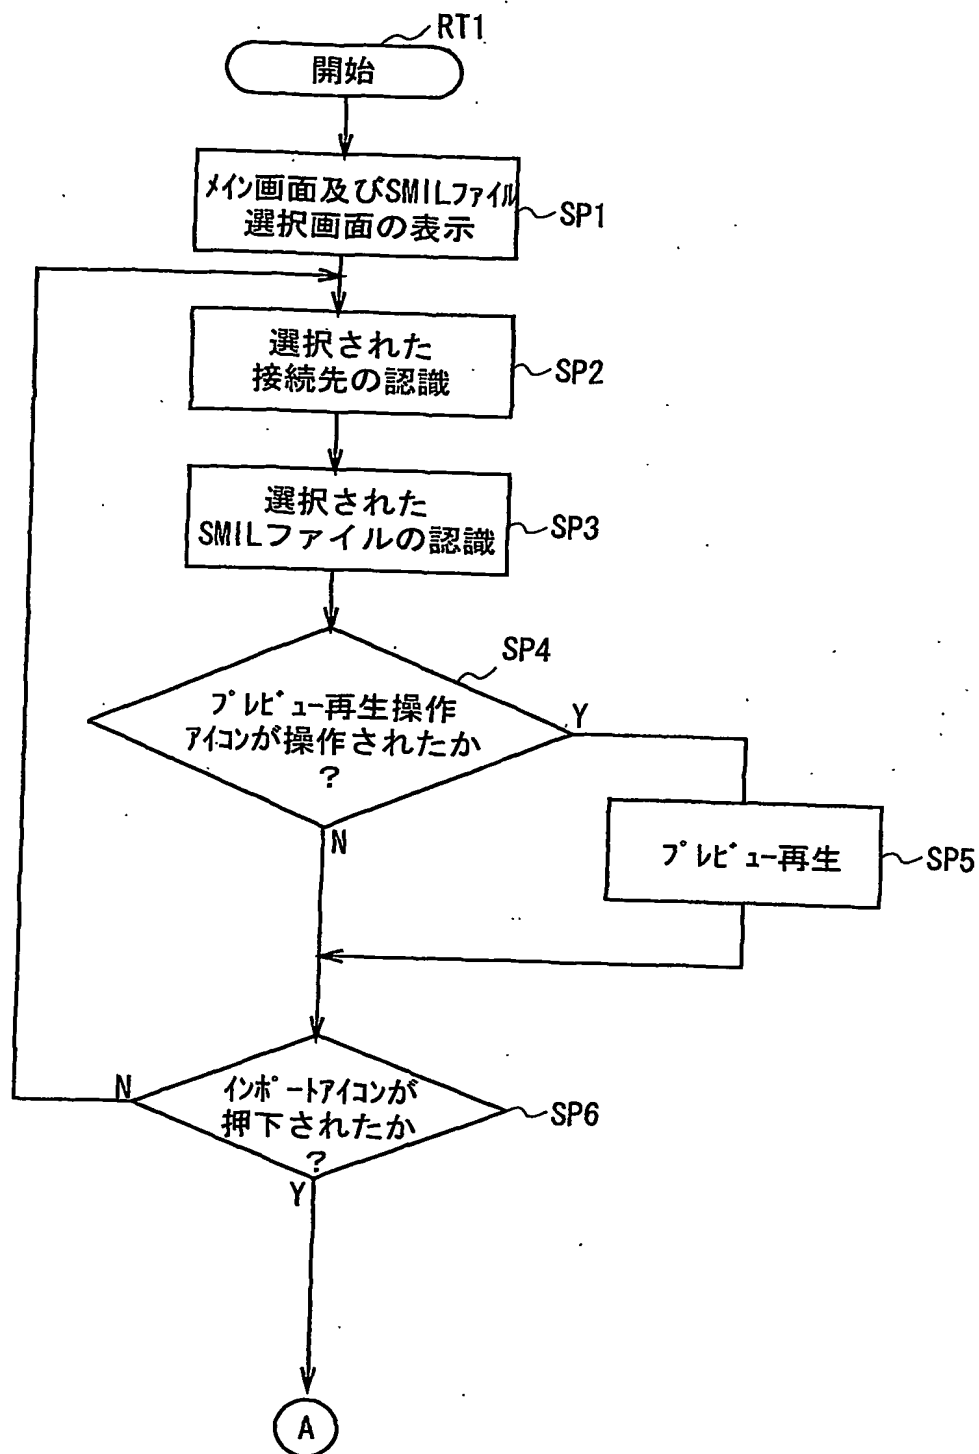 RT1
開始
メイン画面及びSMILファイル
選択画面の表示
SP1
選択された
接続先の認識
SP2
選択された
SMILファイルの認識
SP3
SP4
プレビュー再生操作
アイコンが操作されたか
?
Y
N
プレビュー再生
SP5
N
インポートアイコンが
押下されたか
?
SP6
Y
A